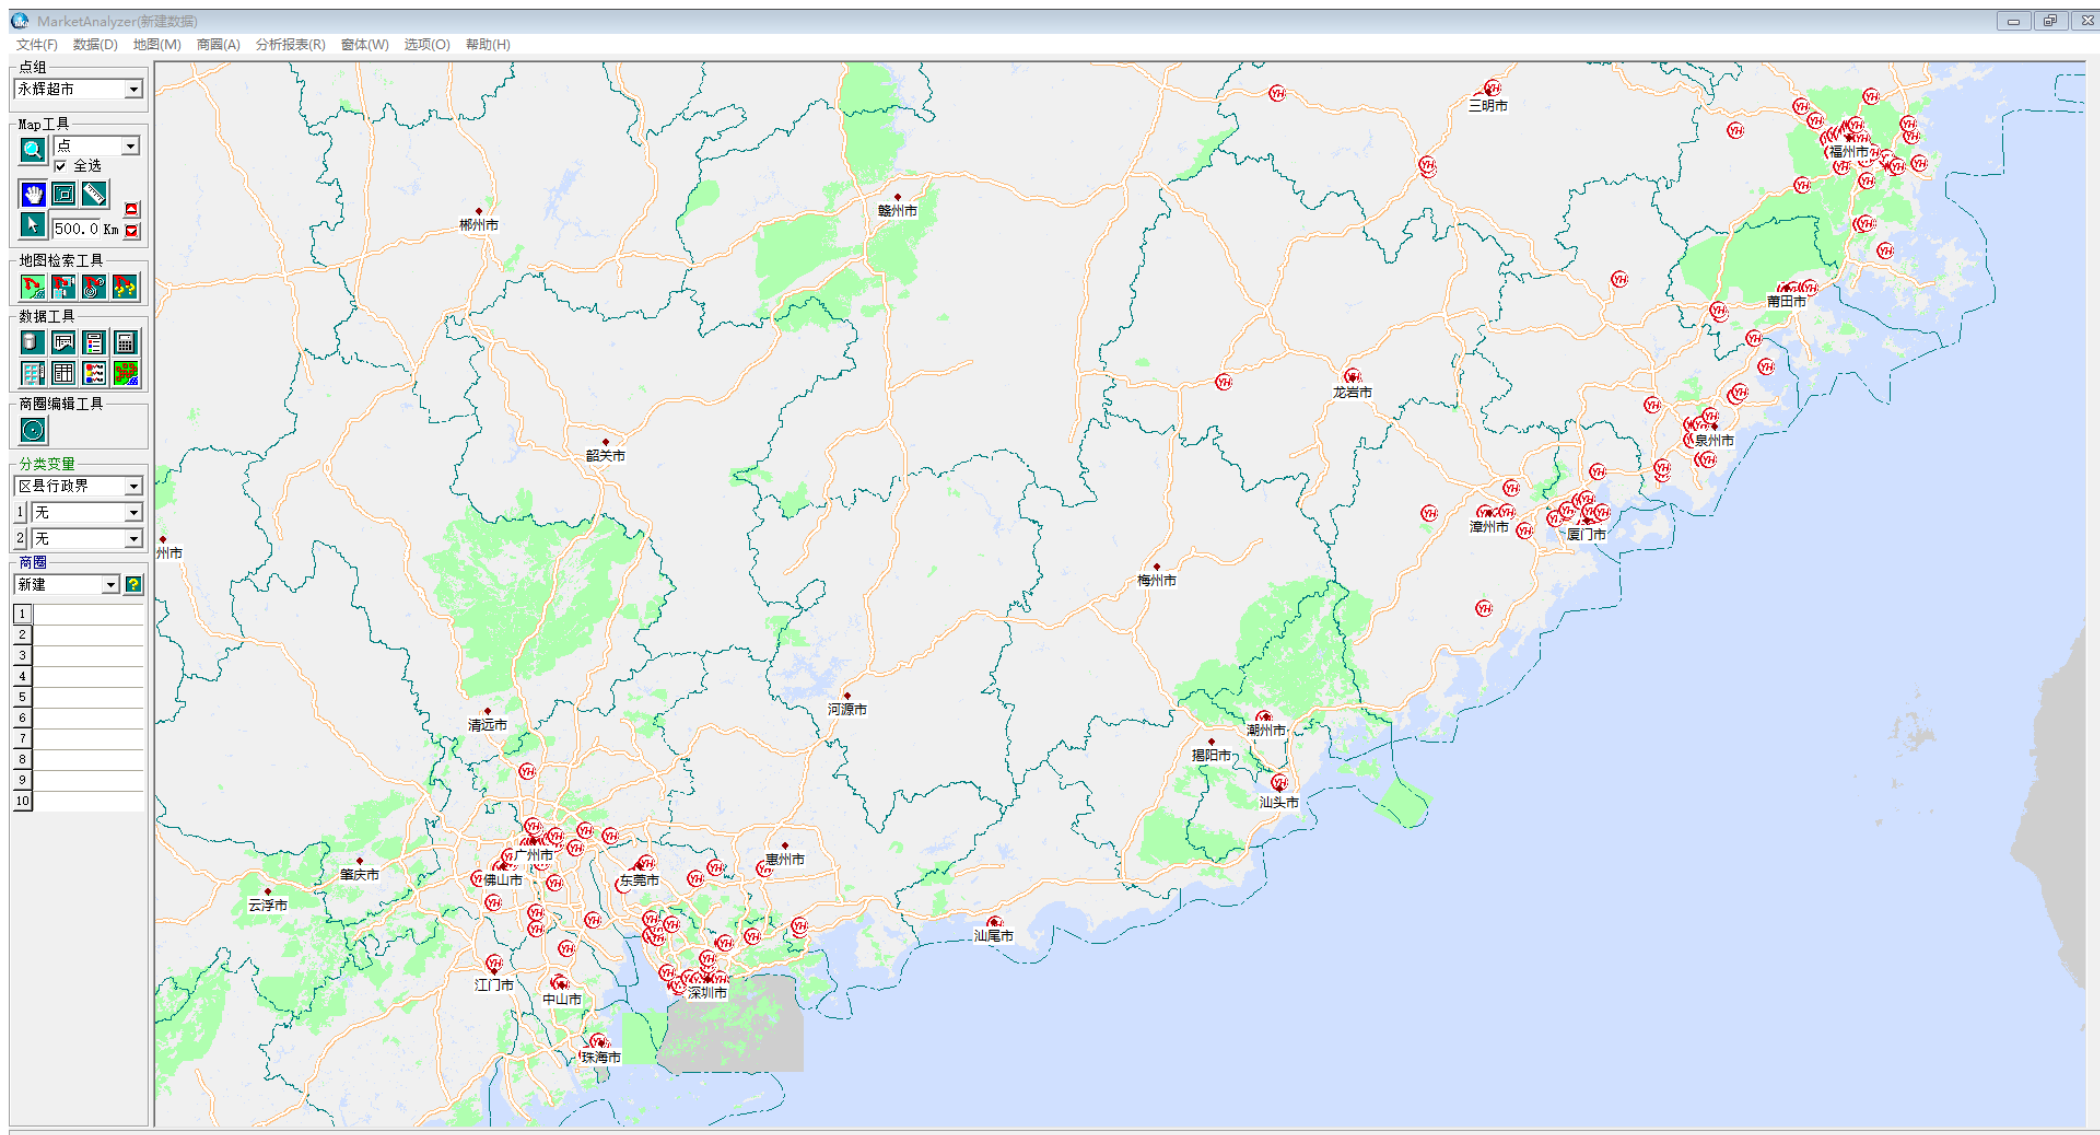 MarketAnalyzer(新建数据)
文件(F) 数据(D) 地图(M) 商圈(A) 分析报表(R) 窗体(W) 选项(O) 帮助(H)
点组
永辉超市
Map工具
点
全选
500.0 Km
地图检索工具
数据工具
商圈编辑工具
分类变量
区县行政界
1 无
2 无
商圈
新建
1
2
3
4
5
6
7
8
9
10
三明市
福州市
赣州市
郴州市
莆田市
龙岩市
泉州市
韶关市
漳州市
厦门市
州市
梅州市
河源市
清远市
潮州市
揭阳市
汕头市
广州市
惠州市
肇庆市
佛山市
东莞市
云浮市
汕尾市
江门市
中山市
深圳市
珠海市